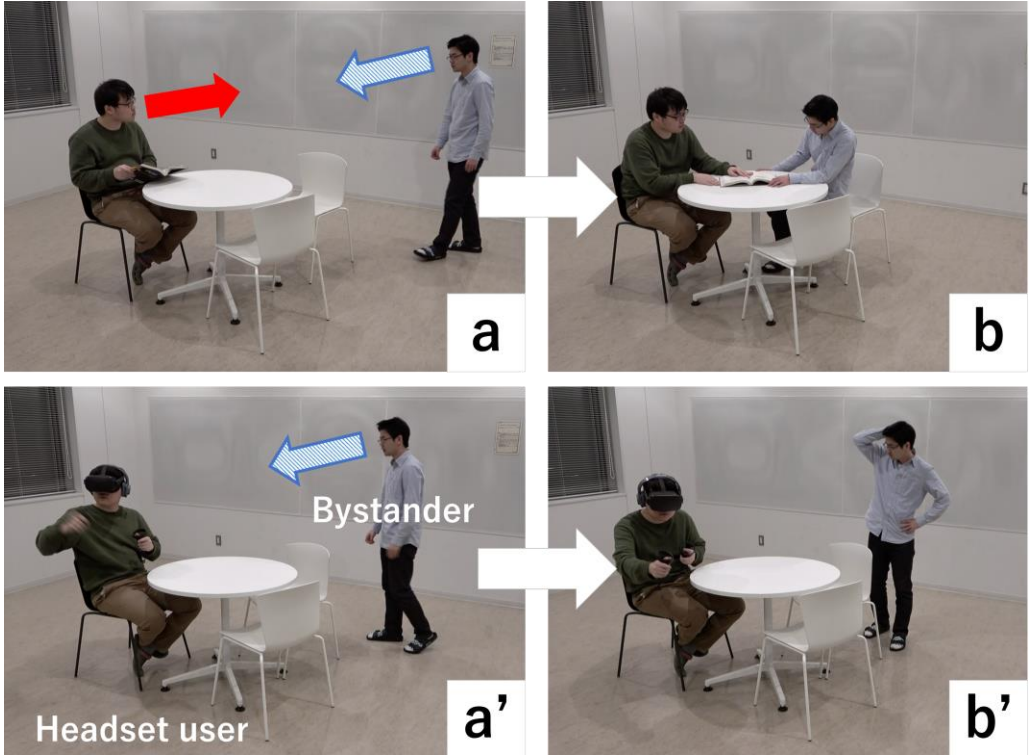 a
b
Bystander
Headset user
a’
b’